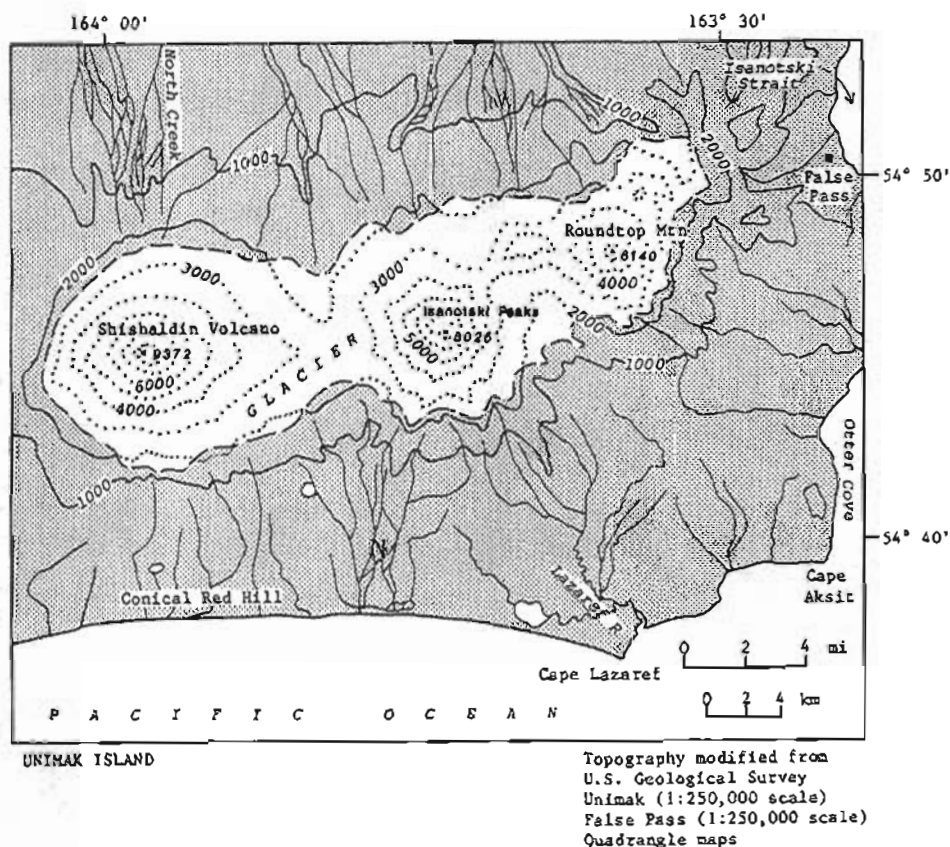 164° 00'
163° 30'
North Creek
Isanotski
Strait
1000
1000
2000
False
Pass
54° 50'
2000
3000
3000
Roundtop Mtn
6140
4000
Shishaldin Volcano
9372
6000
4000
Isanotski Peaks
8026
5000
2000
1000
GLACIER
1000
Otter Cove
54° 40'
Conical Red Hill
Lazaref R
Cape
Aksit
0 2 4 mi
Cape Lazaref
0 2 4
km
PACIFIC OCEAN
UNIMAK ISLAND
Topography modified from
U.S. Geological Survey
Unimak (1:250,000 scale)
False Pass (1:250,000 scale)
Quadrangle maps